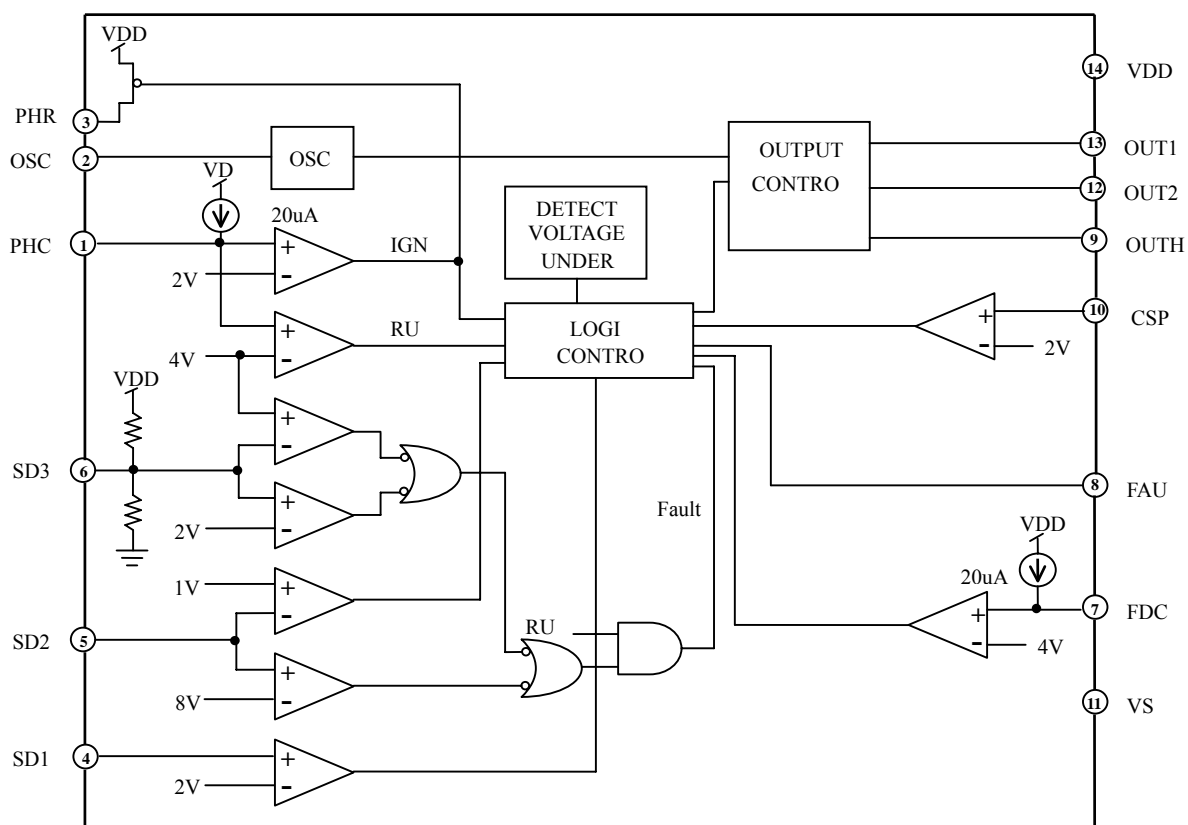 VDD
PHR
3
14
VDD
OSC
2
OSC
OUTPUT
CONTRO
13
OUT1
VD
12
OUT2
20uA
DETECT
VOLTAGE
UNDER
PHC
1
+
-
2V
IGN
9
OUTH
LOGI
CONTRO
10
CSP
+
-
2V
4V
+
-
RU
VDD
SD3
6
+
-
+
-
2V
Fault
8
FAU
VDD
20uA
1V
+
-
+
-
4V
7
FDC
SD2
5
RU
8V
+
-
11
VS
SD1
4
+
-
2V